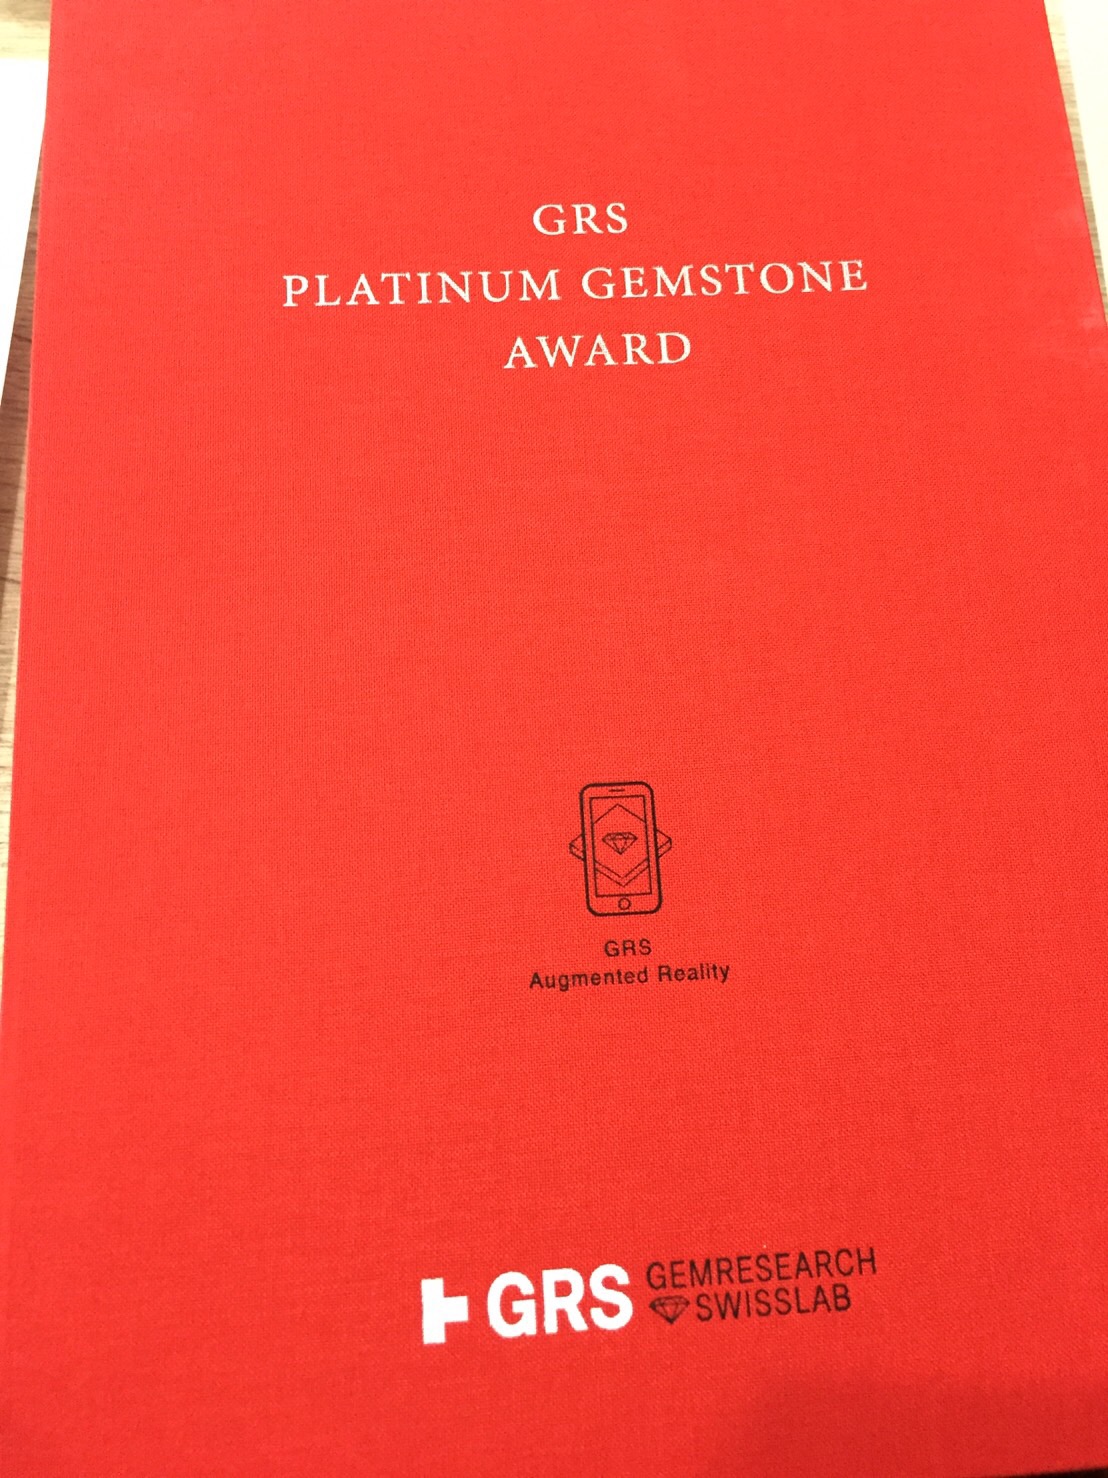 GRS
PLATINUM GEMSTONE
AWARD
GRS
Augmented Reality
GRS GEMRESEARCH
SWISSLAB